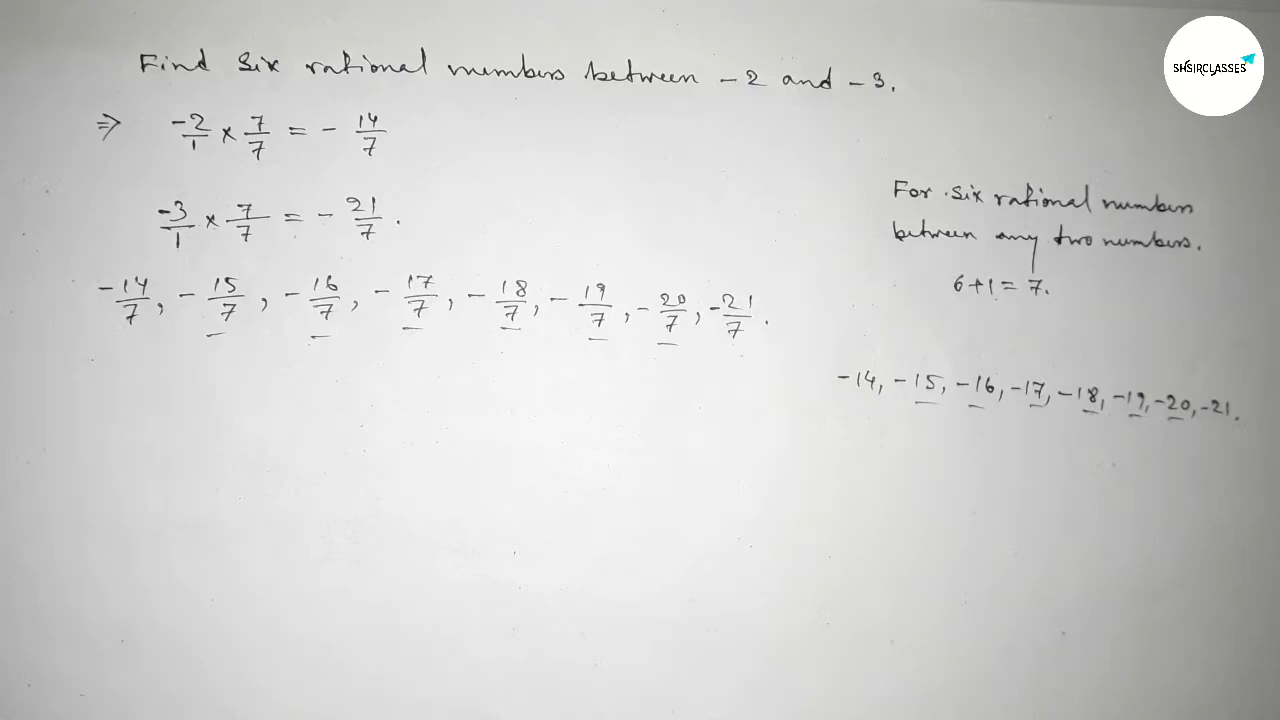 Find six rational numbers between -2 and -3.
SHSIRCLASSES
⇒ -2/1 × 7/7 = - 14/7
-3/1 × 7/7 = - 21/7.
For six rational numbers
between any two numbers.
6+1 = 7.
-14/7, -15/7, -16/7, -17/7, -18/7, -19/7, -20/7, -21/7.
-14, -15, -16, -17, -18, -19, -20, -21.